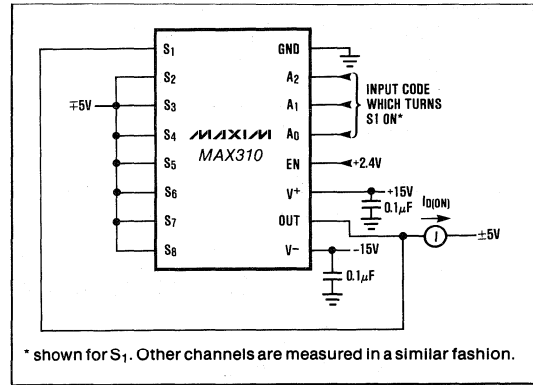 S1
GND
S2
A2
INPUT CODE
WHICH TURNS
S1 ON*
∓5V
S3
A1
S4
MAXIM
A0
MAX310
S5
EN
+2.4V
S6
V+
+15V
0.1μF
ID(ON)
S7
OUT
I
±5V
S8
V−
−15V
0.1μF
* shown for S1. Other channels are measured in a similar fashion.